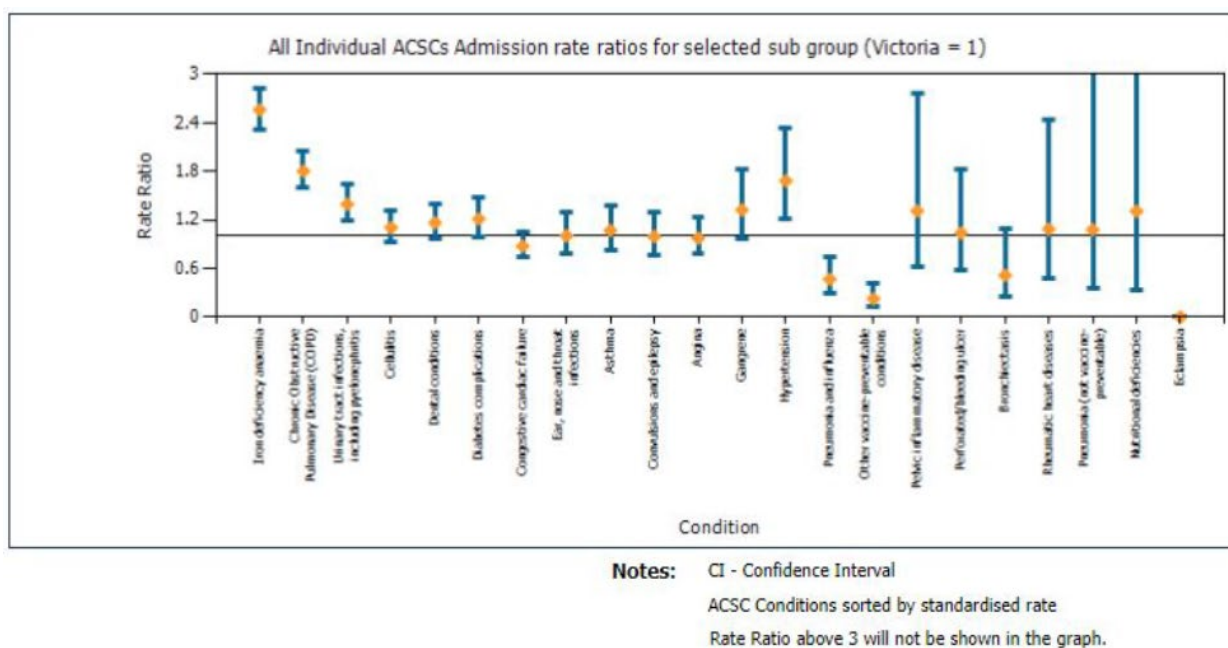 All Individual ACSCs Admission rate ratios for selected sub group (Victoria = 1)
3
2.4
1.8
1.2
0.6
0
Rate Ratio
Iron deficiency anaemia
Chronic Obstructive
Pulmonary Disease (COPD)
Urinary tract infections,
including pyelonephritis
Cellulitis
Dental conditions
Diabetes complications
Congestive cardiac failure
Ear, nose and throat
infections
Asthma
Convulsions and epilepsy
Angina
Gangrene
Hypertension
Pneumonia and influenza
Other vaccine-preventable
conditions
Pelvic inflammatory disease
Perforated/bleeding ulcer
Bronchiectasis
Rheumatic heart diseases
Pneumonia (not vaccine-
preventable)
Nutritional deficiencies
Eclampsia
Condition
Notes: CI - Confidence Interval
ACSC Conditions sorted by standardised rate
Rate Ratio above 3 will not be shown in the graph.